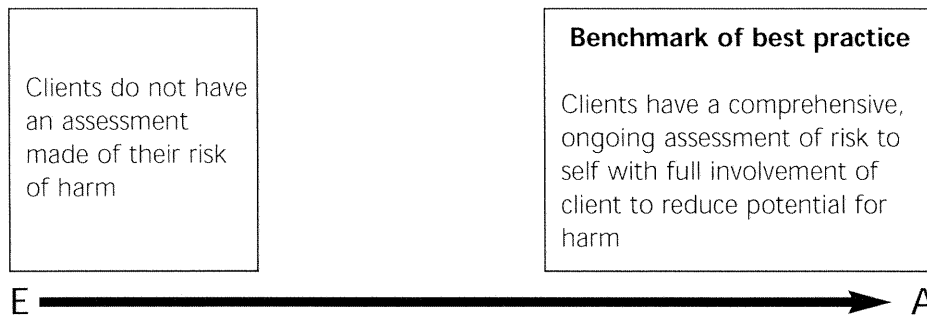 Clients do not have
an assessment
made of their risk
of harm
Benchmark of best practice
Clients have a comprehensive,
ongoing assessment of risk to
self with full involvement of
client to reduce potential for
harm
E
A